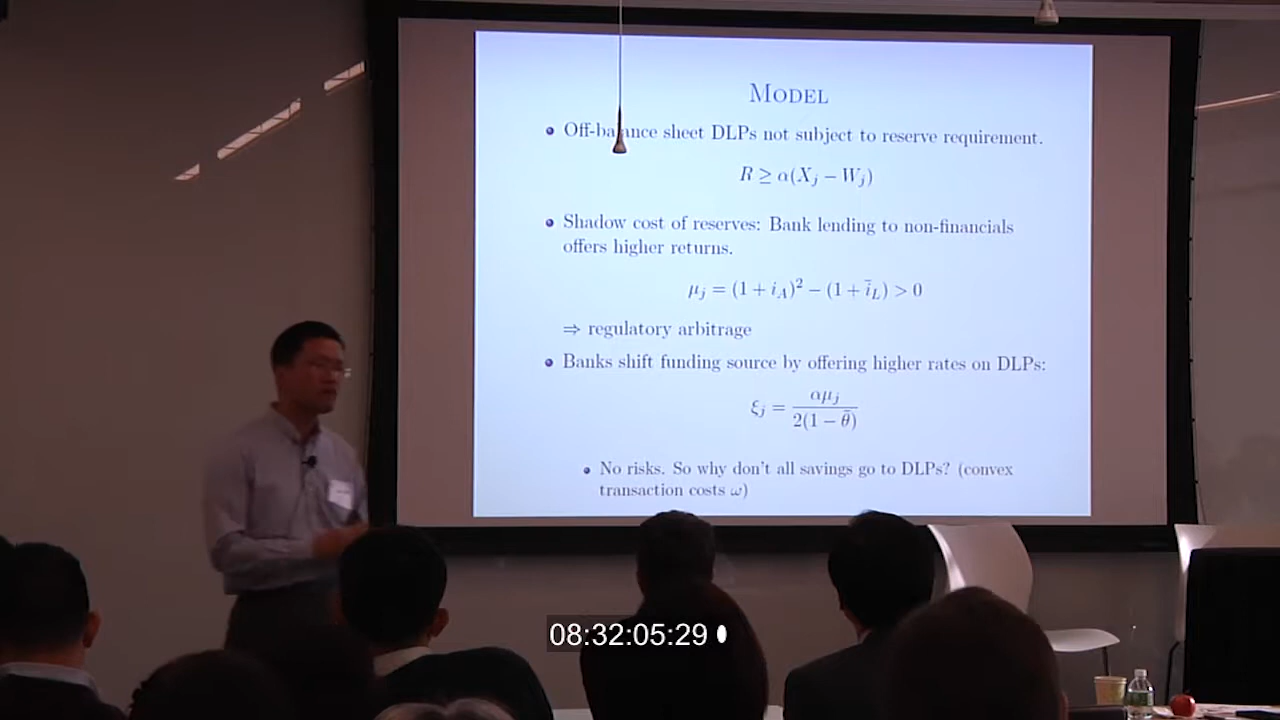 MODEL
• Off-balance sheet DLPs not subject to reserve requirement.
R ≥ α(X_j − W_j)
• Shadow cost of reserves: Bank lending to non-financials
offers higher returns.
μ_j = (1 + i_A)² − (1 + ī_L) > 0
⇒ regulatory arbitrage
• Banks shift funding source by offering higher rates on DLPs:
ξ_j = αμ_j / 2(1 − θ̄)
• No risks. So why don't all savings go to DLPs? (convex
transaction costs ω)
08:32:05:29